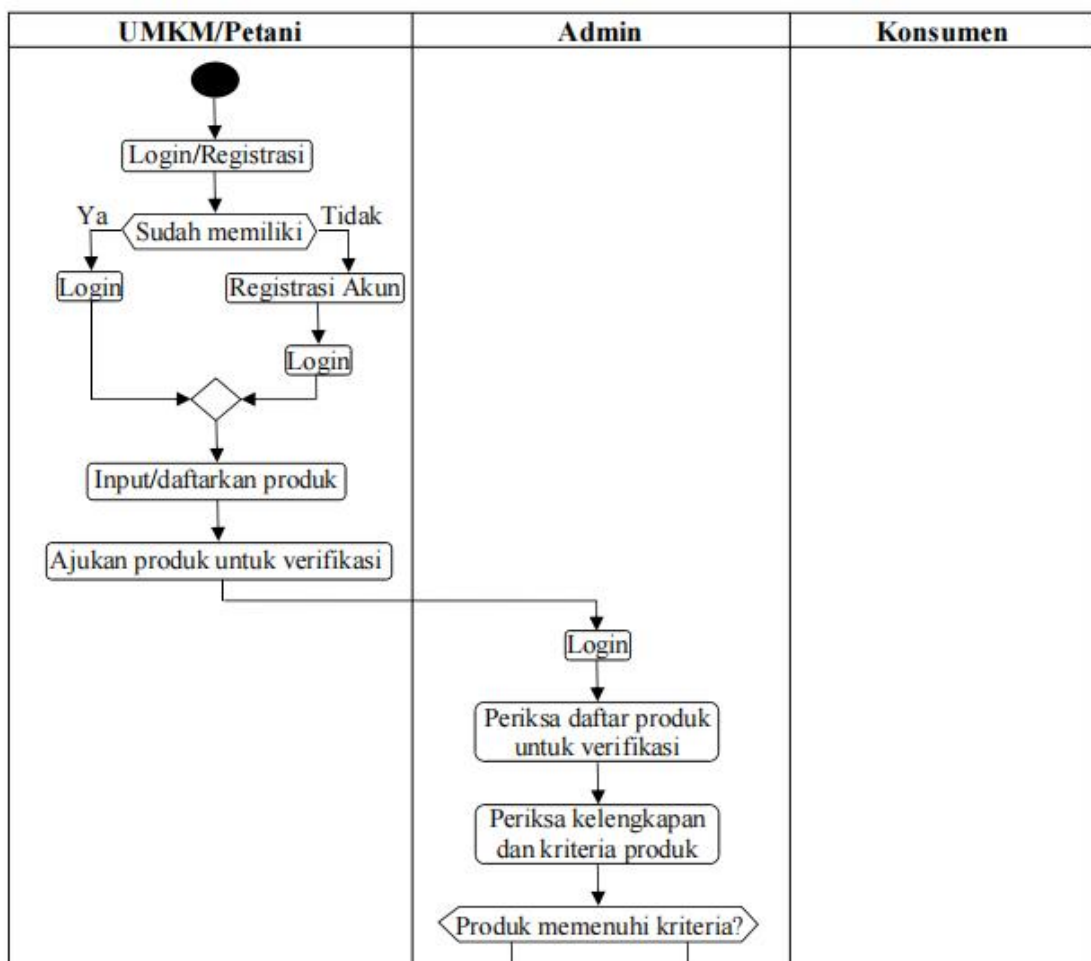 UMKM/Petani
Admin
Konsumen
Login/Registrasi
Ya
Tidak
Sudah memiliki
Login
Registrasi Akun
Login
Input/daftarkan produk
Ajukan produk untuk verifikasi
Login
Periksa daftar produk
untuk verifikasi
Periksa kelengkapan
dan kriteria produk
Produk memenuhi kriteria?